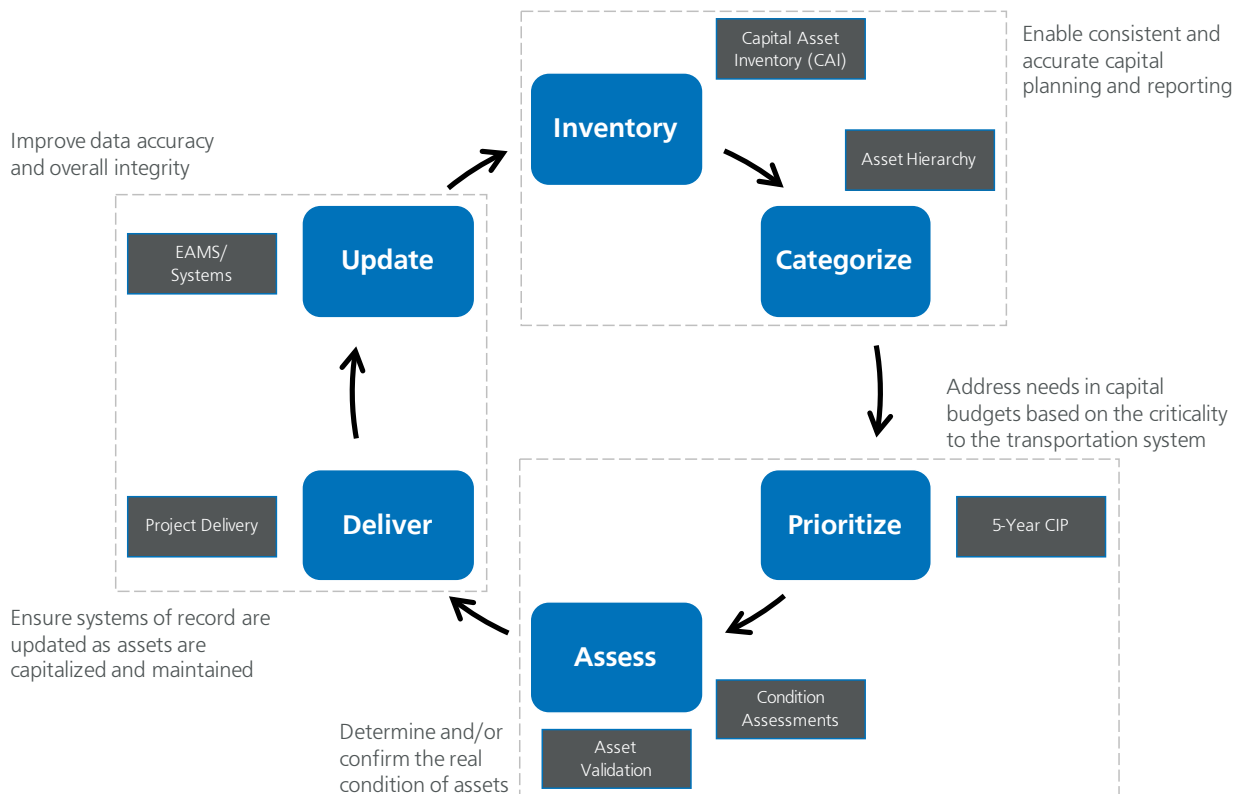 Capital Asset
Inventory (CAI)
Enable consistent and
accurate capital
planning and reporting
Inventory
Improve data accuracy
and overall integrity
Asset Hierarchy
EAMS/
Systems
Update
Categorize
Address needs in capital
budgets based on the criticality
to the transportation system
Project Delivery
Deliver
Prioritize
5-Year CIP
Ensure systems of record are
updated as assets are
capitalized and maintained
Assess
Condition
Assessments
Determine and/or
confirm the real
condition of assets
Asset
Validation